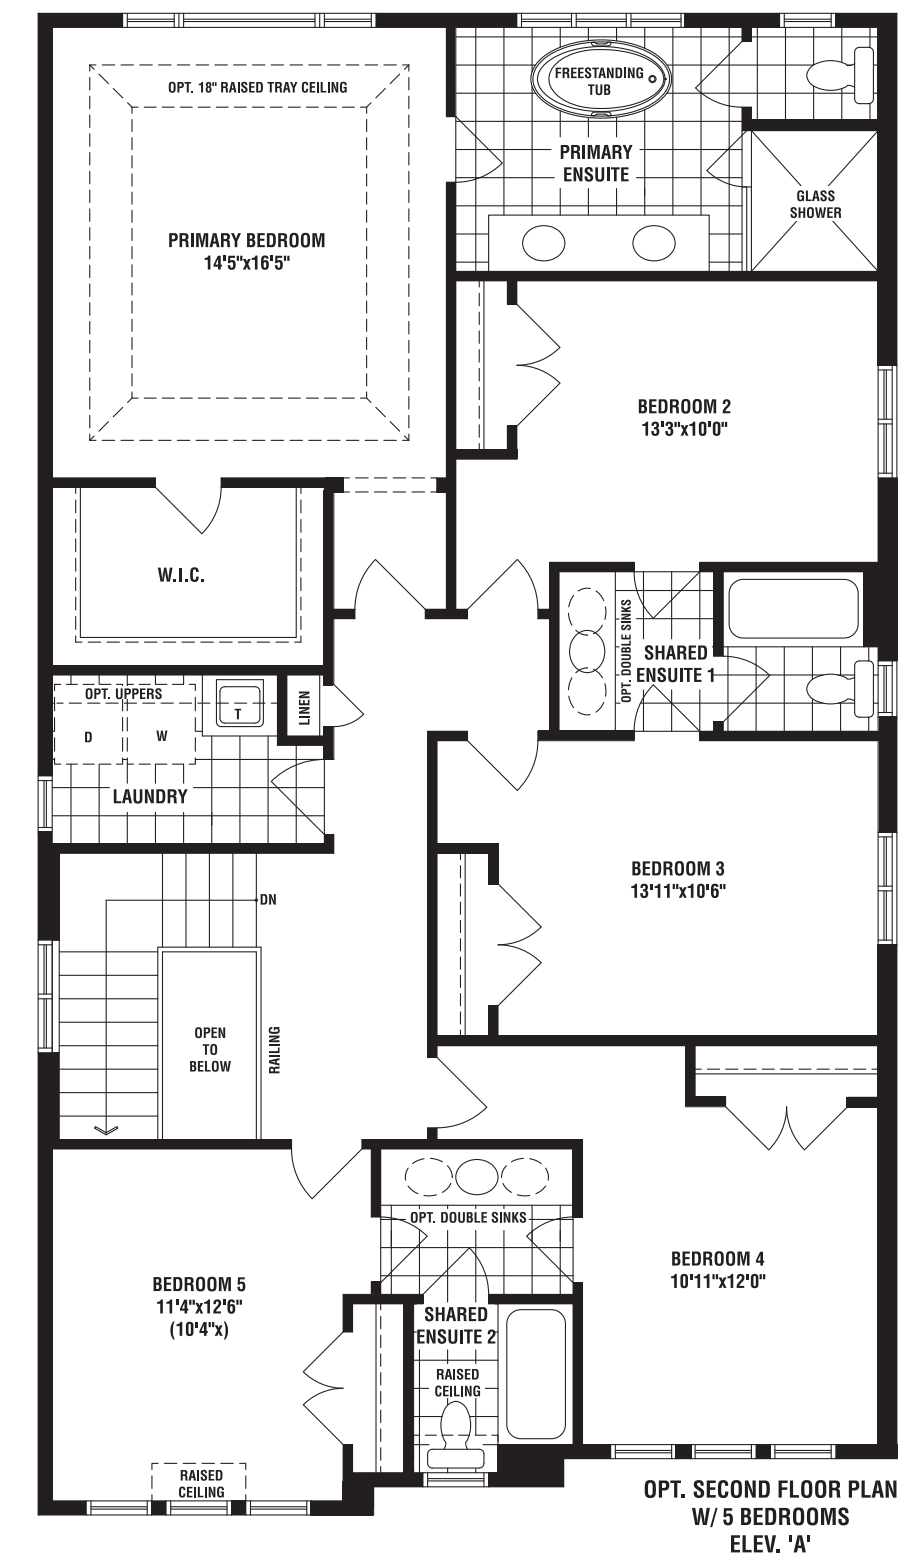 OPT. 18" RAISED TRAY CEILING
FREESTANDING
TUB
PRIMARY
ENSUITE
GLASS
SHOWER
PRIMARY BEDROOM
14'5"x16'5"
BEDROOM 2
13'3"x10'0"
W.I.C.
OPT. DOUBLE SINKS
SHARED
ENSUITE 1
OPT. UPPERS
LINEN
T
D
W
LAUNDRY
BEDROOM 3
13'11"x10'6"
DN
OPEN
TO
BELOW
RAILING
OPT. DOUBLE SINKS
BEDROOM 4
10'11"x12'0"
BEDROOM 5
11'4"x12'6"
(10'4"x)
SHARED
ENSUITE 2
RAISED
CEILING
RAISED
CEILING
OPT. SECOND FLOOR PLAN
W/ 5 BEDROOMS
ELEV. 'A'